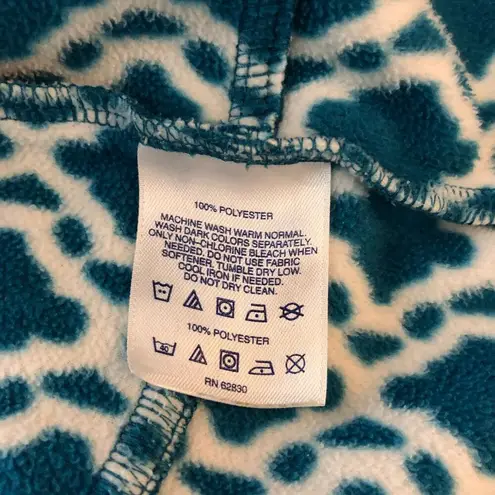 100% POLYESTER
MACHINE WASH WARM NORMAL.
WASH DARK COLORS SEPARATELY.
ONLY NON-CHLORINE BLEACH WHEN
NEEDED. DO NOT USE FABRIC
SOFTENER. TUMBLE DRY LOW.
COOL IRON IF NEEDED.
DO NOT DRY CLEAN.
100% POLYESTER
40
RN 62830